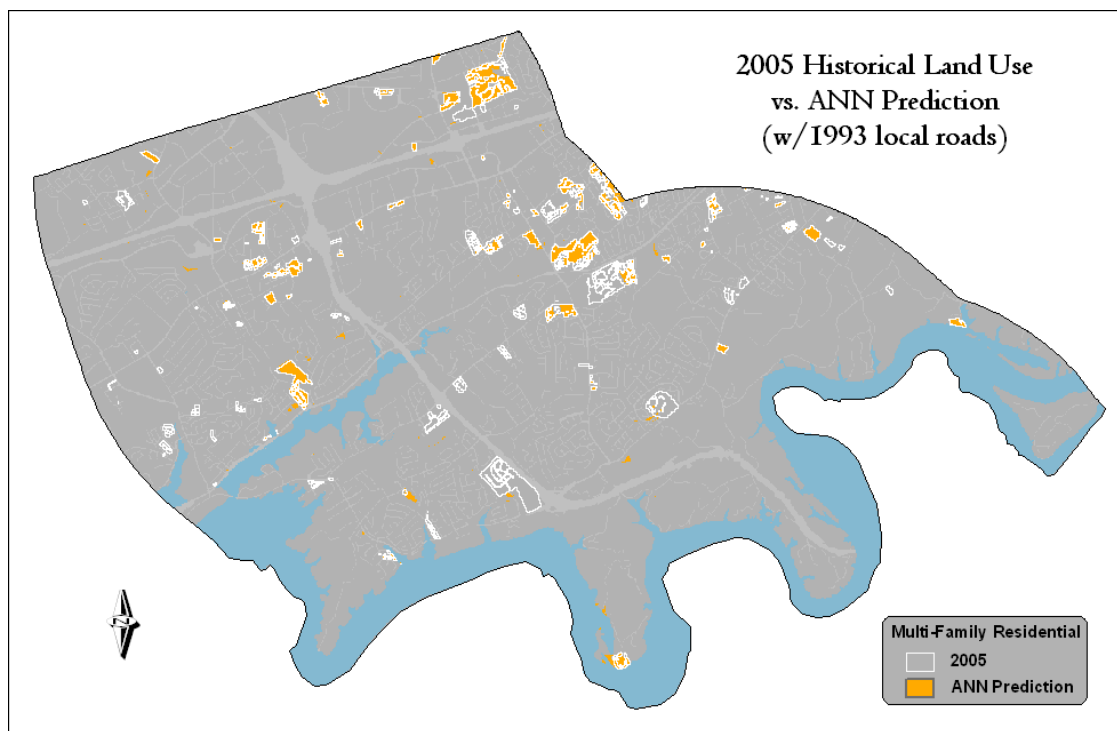 2005 Historical Land Use
vs. ANN Prediction
(w/1993 local roads)
N
Multi-Family Residential
2005
ANN Prediction